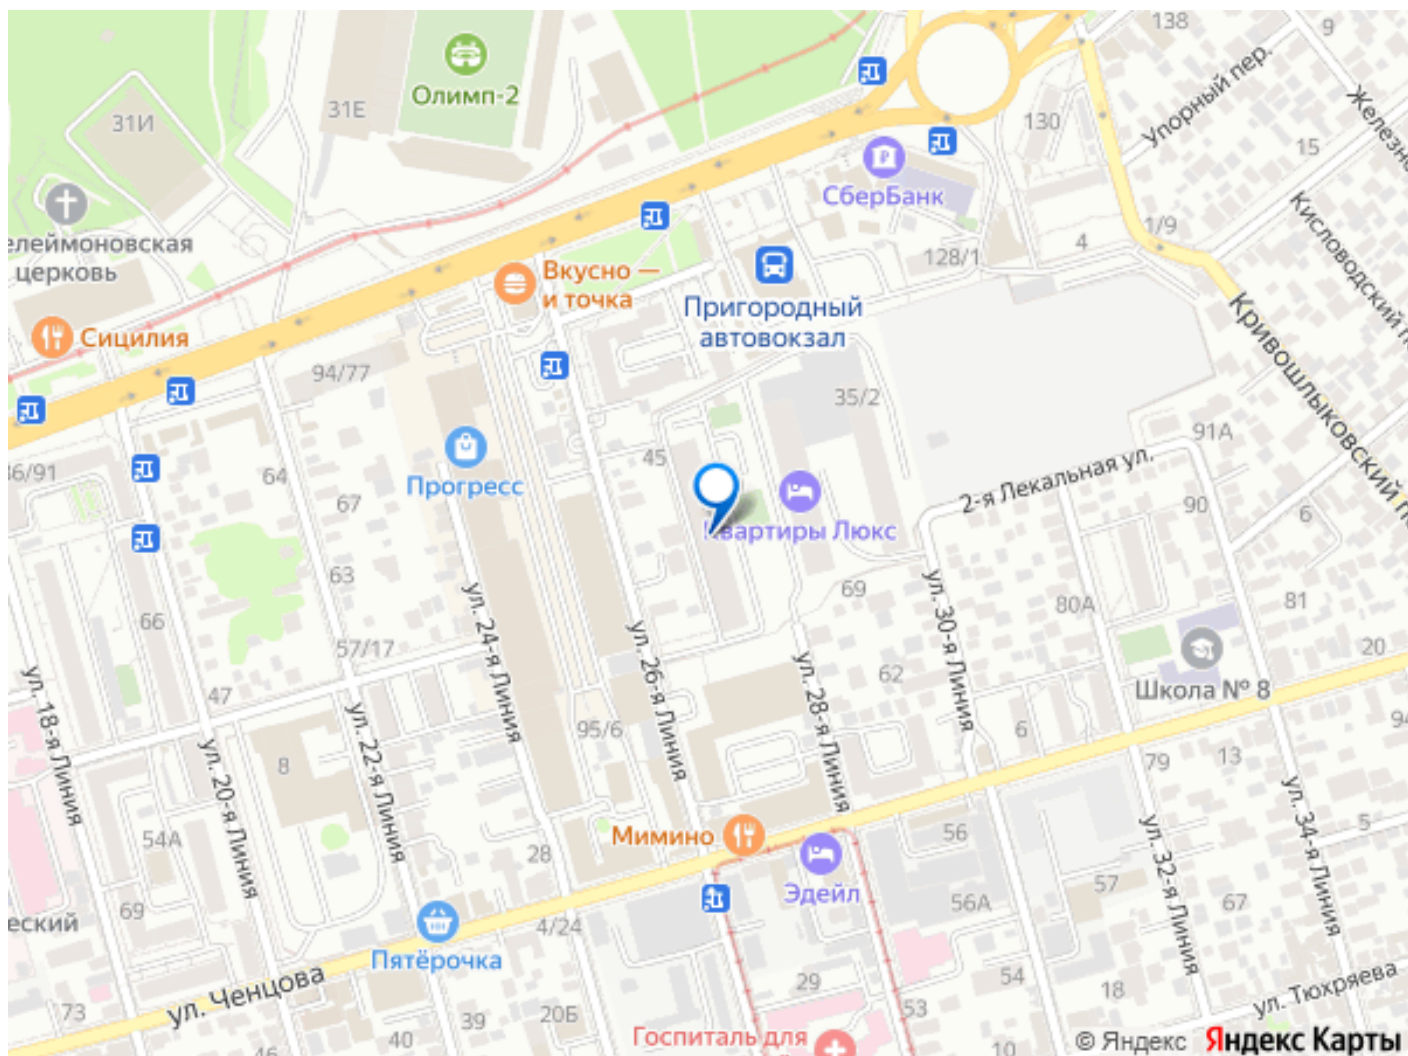 138
9
Упорный пер.
Железно
Олимп-2
31Е
31И
130
15
СберБанк
1/9
4
128/1
Кисловодский п
елеймоновская
церковь
Вкусно —
и точка
Пригородный
автовокзал
Кривошлыковский п
Сицилия
94/77
35/2
91А
36/91
64
67
45
Прогресс
2-я Лекальная ул.
90
6
Квартиры Люкс
63
69
66
80А
81
ул. 24-я Линия
ул. 26-я Линия
ул. 30-я Линия
57/17
47
62
20
Школа № 8
ул. 18-я Линия
ул. 20-я Линия
ул. 22-я Линия
ул. 28-я Линия
95/6
6
8
79
13
94
54А
28
Мимино
56
5
ул. 32-я Линия
ул. 34-я Линия
Эдейл
57
67
56А
69
еский
4/24
Пятёрочка
ул. Ченцова
29
54
53
18
ул. Тюхряева
73
40
39
20Б
46
Госпиталь для
10
© Яндекс Яндекс Карты